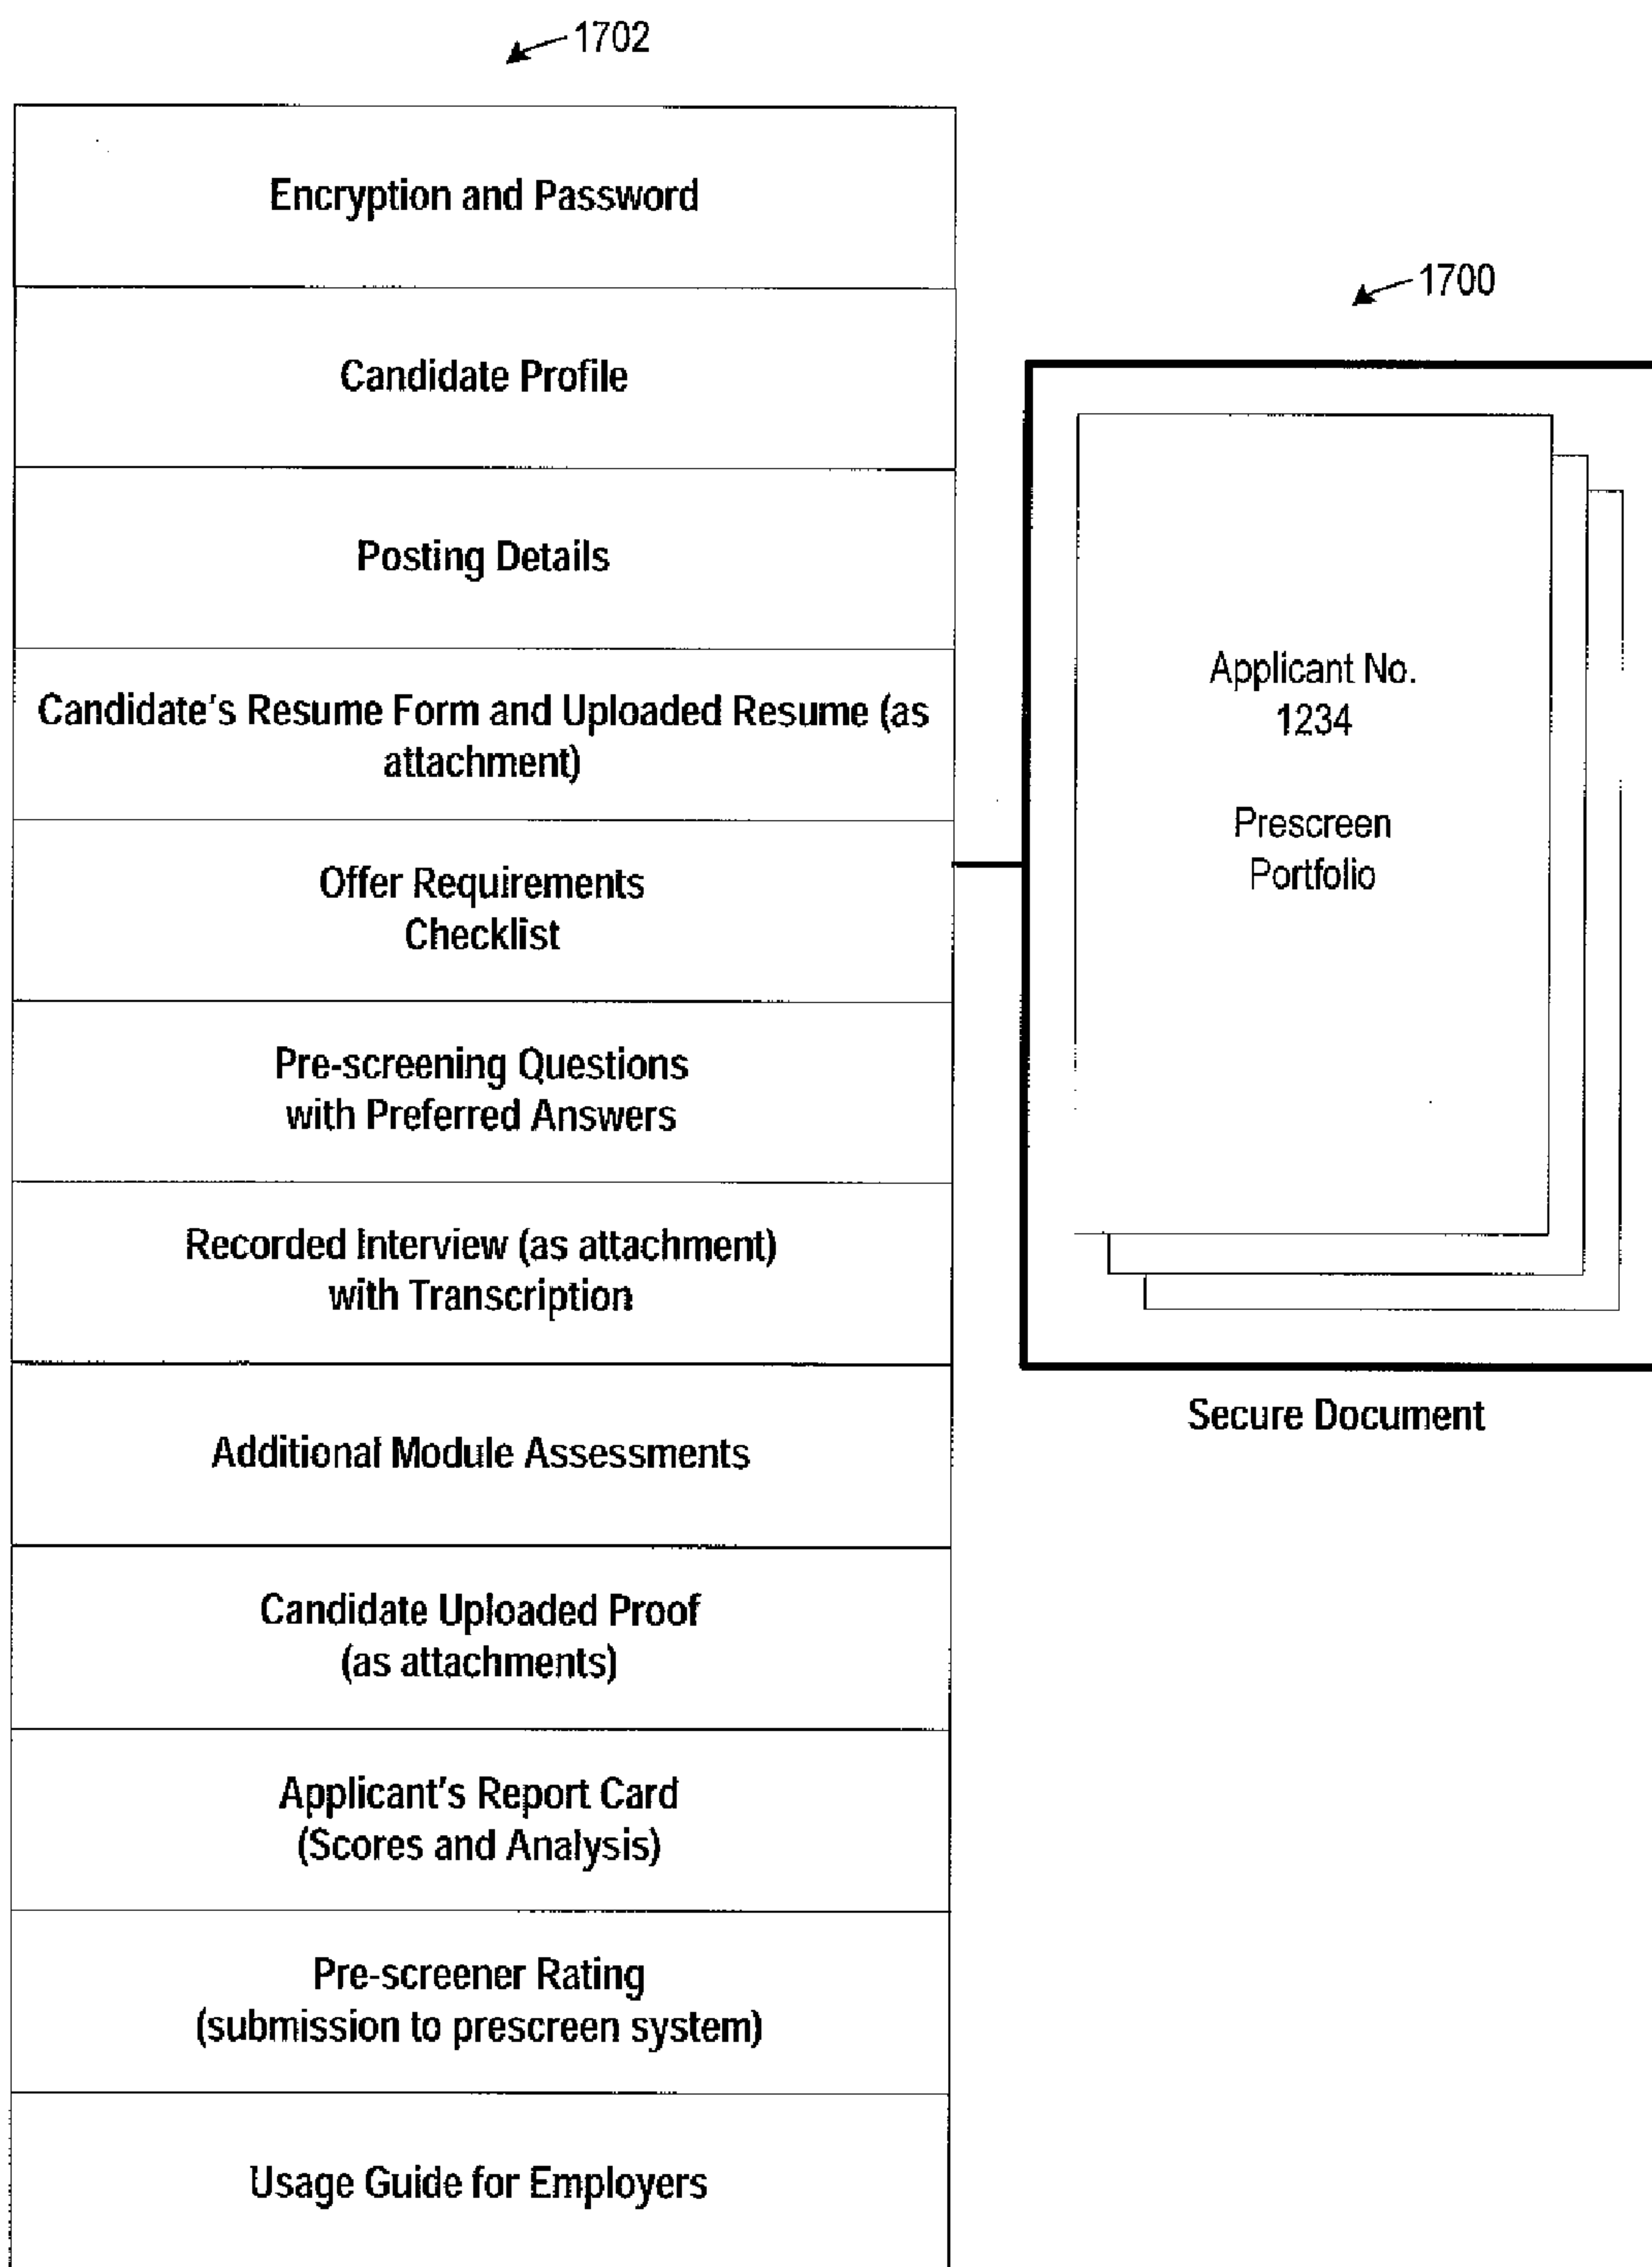 1702
Encryption and Password
Candidate Profile
Posting Details
Candidate's Resume Form and Uploaded Resume (as
attachment)
Offer Requirements
Checklist
Pre-screening Questions
with Preferred Answers
Recorded Interview (as attachment)
with Transcription
Additional Module Assessments
Candidate Uploaded Proof
(as attachments)
Applicant's Report Card
(Scores and Analysis)
Pre-screener Rating
(submission to prescreen system)
Usage Guide for Employers
1700
Applicant No.
1234
Prescreen
Portfolio
Secure Document